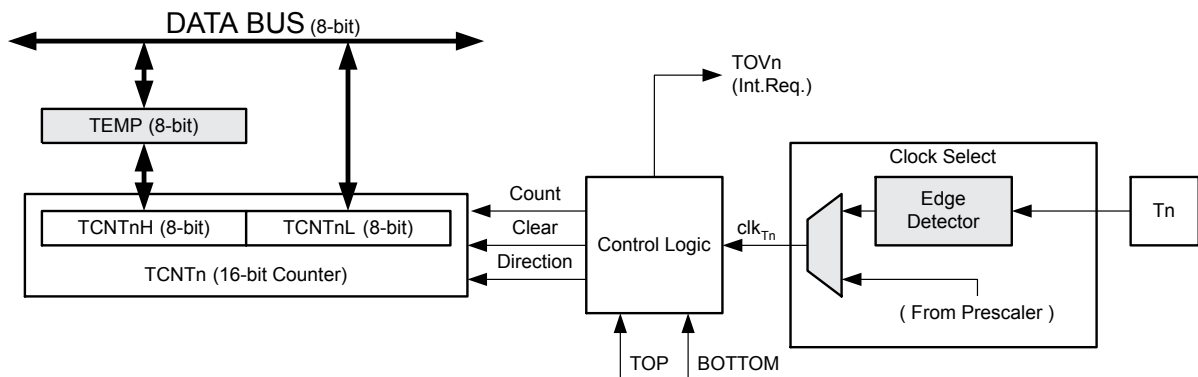 DATA BUS (8-bit)
TOVn
(Int.Req.)
TEMP (8-bit)
Clock Select
Count
Edge
Detector
Tn
TCNTnH (8-bit)
TCNTnL (8-bit)
Clear
Control Logic
clkTn
TCNTn (16-bit Counter)
Direction
( From Prescaler )
TOP
BOTTOM